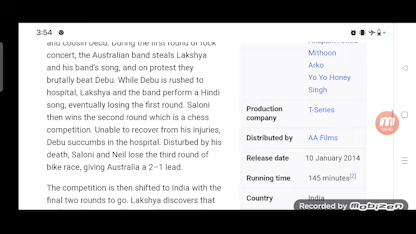 3:54
and cousin Debu. During the first round of rock
concert, the Australian band steals Lakshya
and his band's song, and on protest they
brutally beat Debu. While Debu is rushed to
hospital, Lakshya and the band perform a Hindi
song, eventually losing the first round. Saloni
then wins the second round which is a chess
competition. Unable to recover from his injuries,
Debu succumbs in the hospital. Disturbed by his
death, Saloni and Neil lose the third round of
bike race, giving Australia a 2–1 lead.
The competition is then shifted to India with the
final two rounds to go. Lakshya discovers that
Mithoon
Arko
Yo Yo Honey
Singh
Production company T-Series
Distributed by AA Films
Release date 10 January 2014
Running time 145 minutes[2]
Country India
Recorded by Mobizen